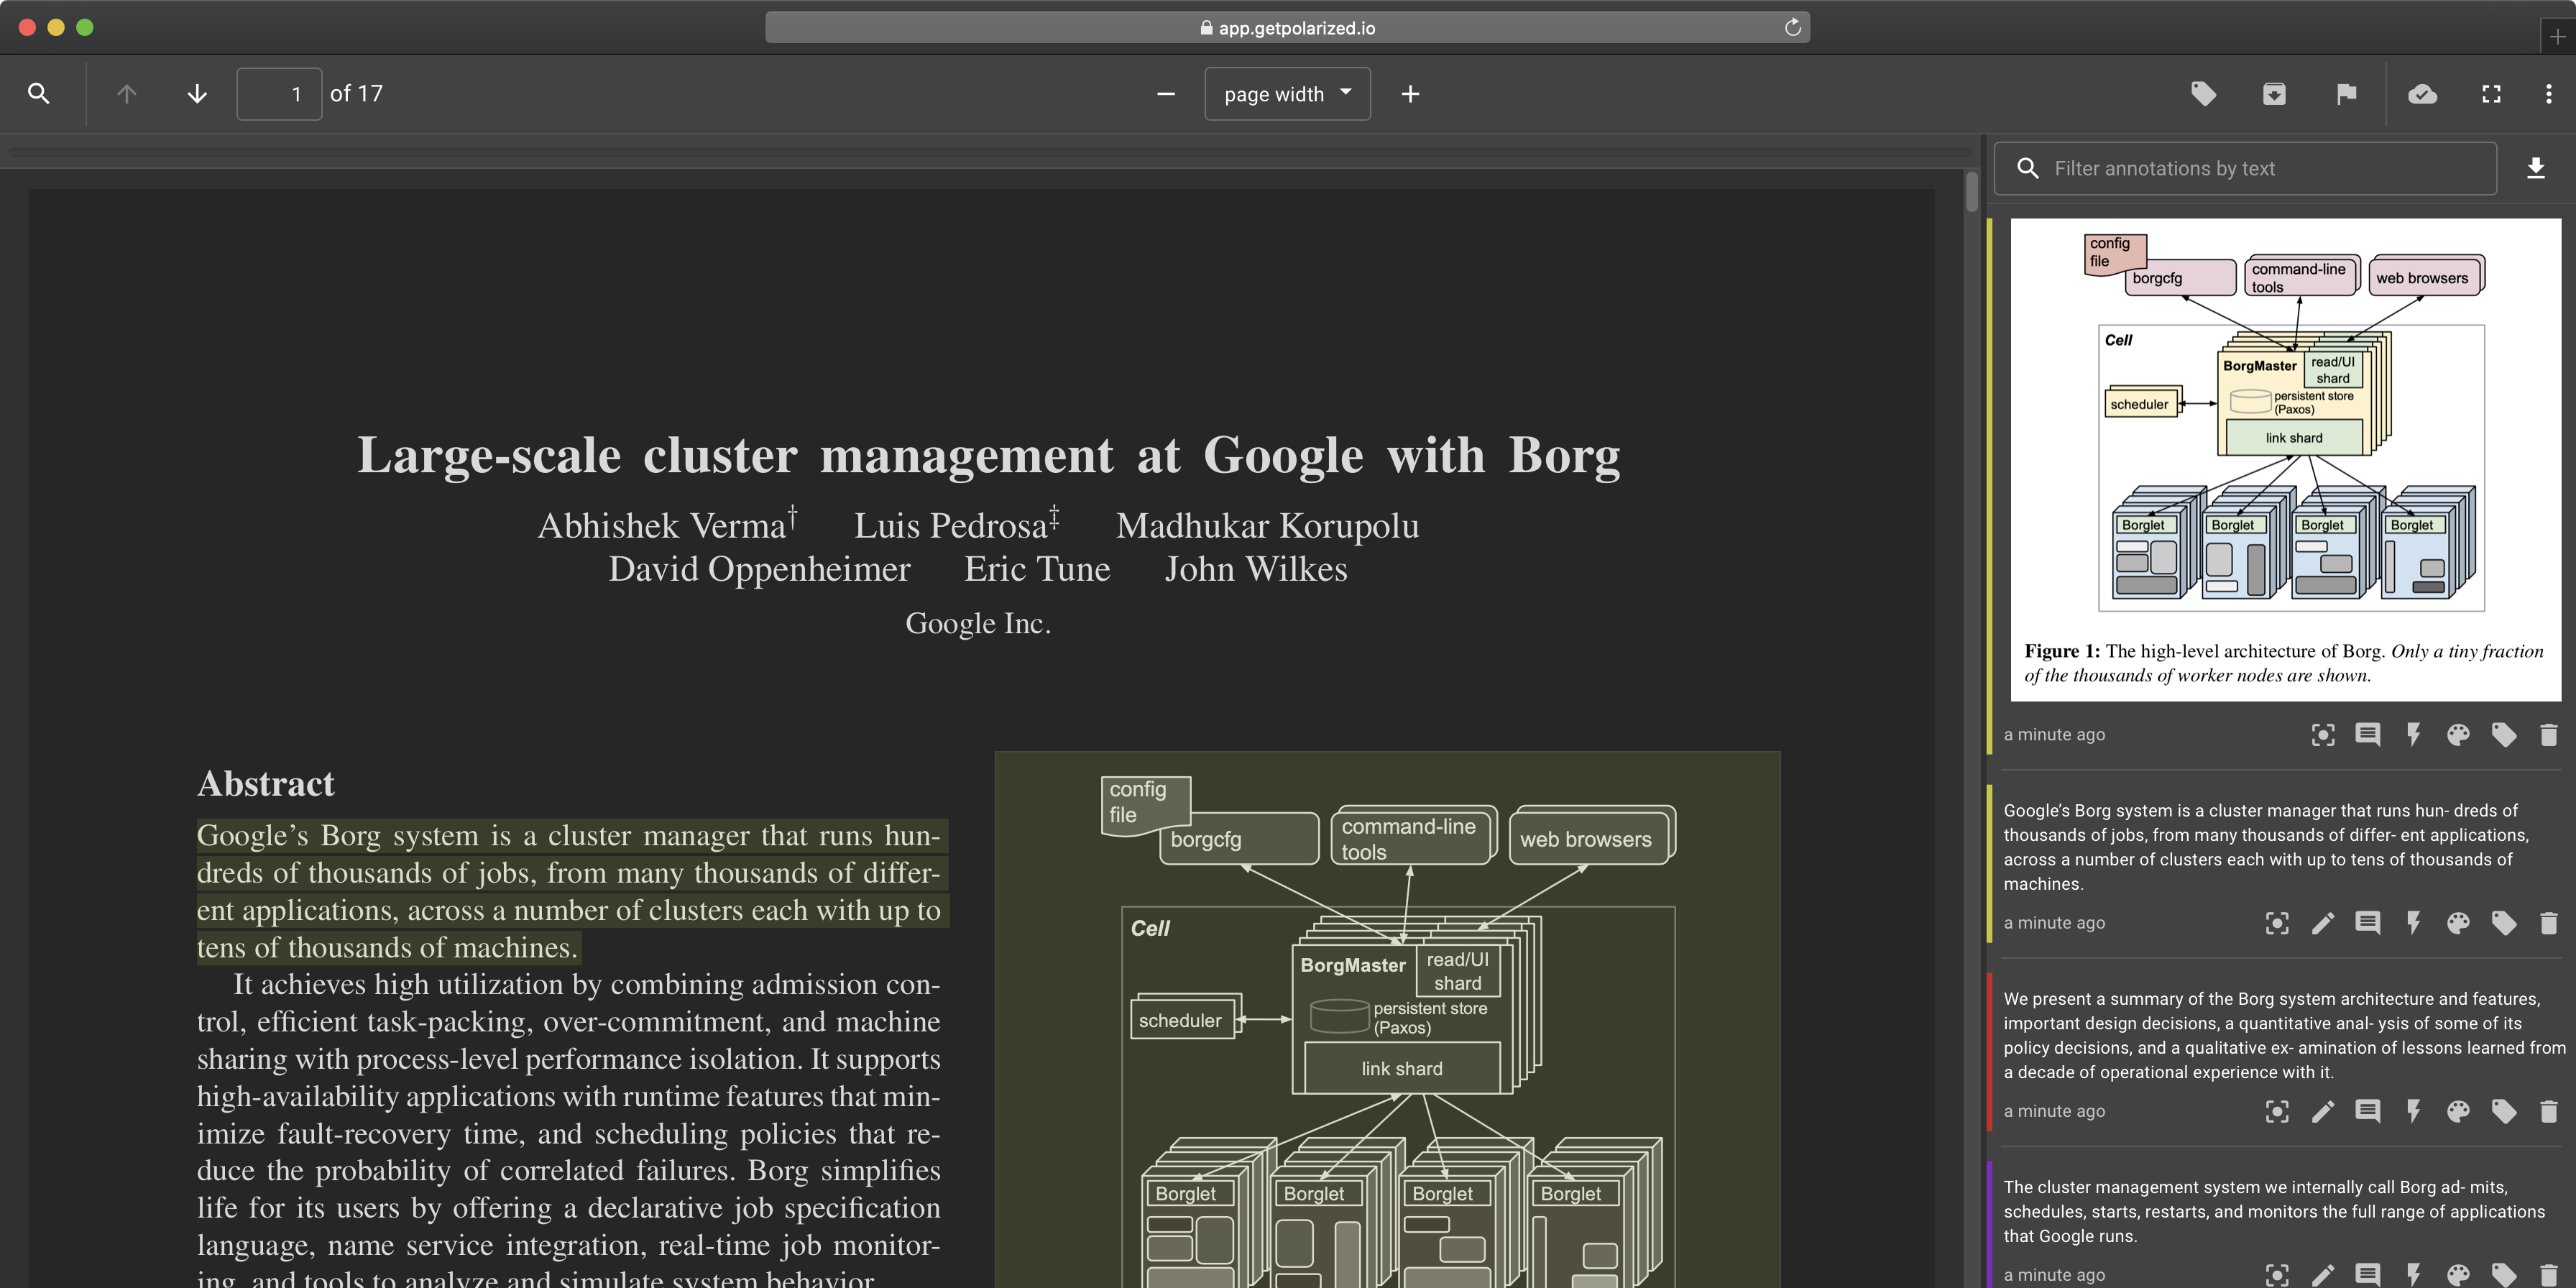 app.getpolarized.io
1 of 17
page width
Filter annotations by text
Large-scale cluster management at Google with Borg
Abhishek Verma† Luis Pedrosa‡ Madhukar Korupolu
David Oppenheimer Eric Tune John Wilkes
Google Inc.
Abstract
Google’s Borg system is a cluster manager that runs hun-
dreds of thousands of jobs, from many thousands of differ-
ent applications, across a number of clusters each with up to
tens of thousands of machines.
It achieves high utilization by combining admission con-
trol, efficient task-packing, over-commitment, and machine
sharing with process-level performance isolation. It supports
high-availability applications with runtime features that min-
imize fault-recovery time, and scheduling policies that re-
duce the probability of correlated failures. Borg simplifies
life for its users by offering a declarative job specification
language, name service integration, real-time job monitor-
ing, and tools to analyze and simulate system behavior.
config
file
borgcfg
command-line
tools
web browsers
Cell
BorgMaster
read/UI
shard
persistent store
(Paxos)
scheduler
link shard
Borglet Borglet Borglet Borglet
config
file
borgcfg
command-line
tools
web browsers
Cell
BorgMaster
read/UI
shard
persistent store
(Paxos)
scheduler
link shard
Borglet Borglet Borglet Borglet
Figure 1: The high-level architecture of Borg. Only a tiny fraction
of the thousands of worker nodes are shown.
a minute ago
Google’s Borg system is a cluster manager that runs hun- dreds of
thousands of jobs, from many thousands of differ- ent applications,
across a number of clusters each with up to tens of thousands of
machines.
a minute ago
We present a summary of the Borg system architecture and features,
important design decisions, a quantitative anal- ysis of some of its
policy decisions, and a qualitative ex- amination of lessons learned from
a decade of operational experience with it.
a minute ago
The cluster management system we internally call Borg ad- mits,
schedules, starts, restarts, and monitors the full range of applications
that Google runs.
a minute ago